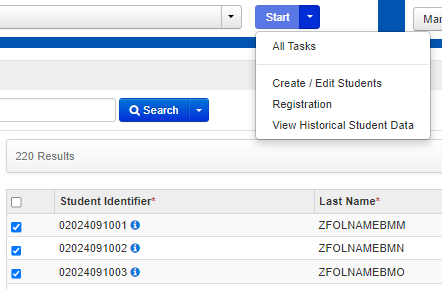 Start
Mar
All Tasks
Create / Edit Students
Registration
View Historical Student Data
Search
220 Results
Student Identifier* Last Name*
02024091001 ZFOLNAMEBMM
02024091002 ZFOLNAMEBMN
02024091003 ZFOLNAMEBMO